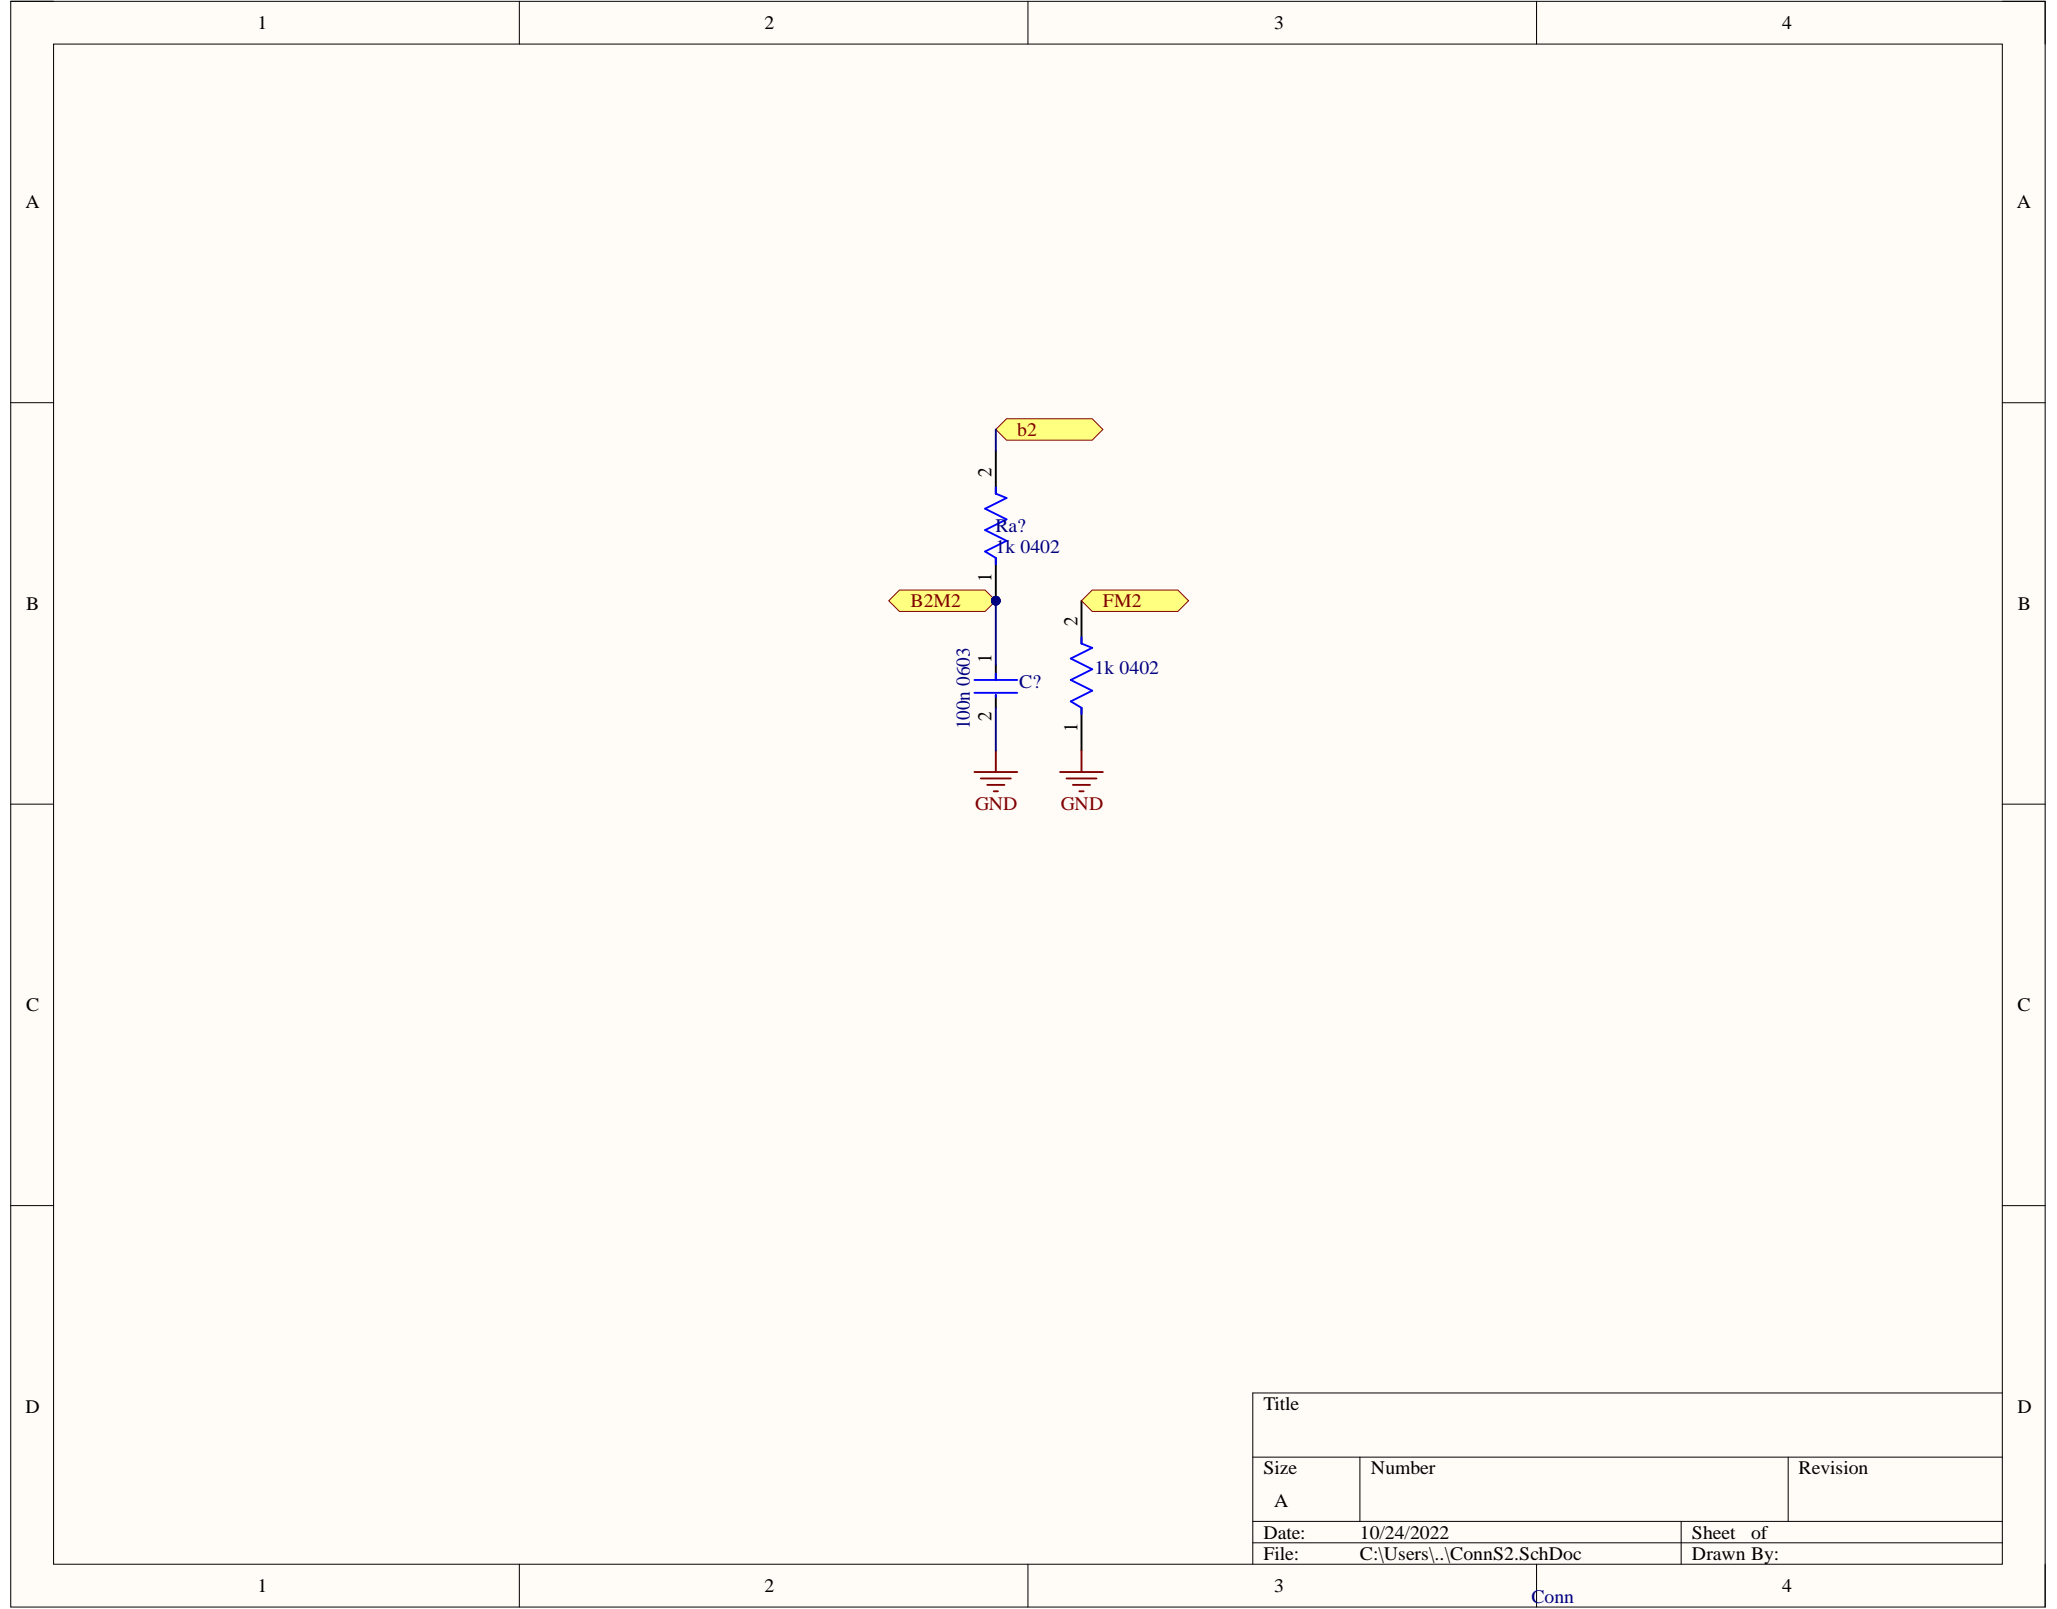 1 2 3 4
A A
b2
2
Ra?
1k 0402
1
B B2M2 FM2 B
2
1
100n 0603
1k 0402
C?
2
1
GND GND
C C
Title
D D
Size Number Revision
A
Date: 10/24/2022 Sheet of
File: C:\Users\..\ConnS2.SchDoc Drawn By:
1 2 3 4
Conn